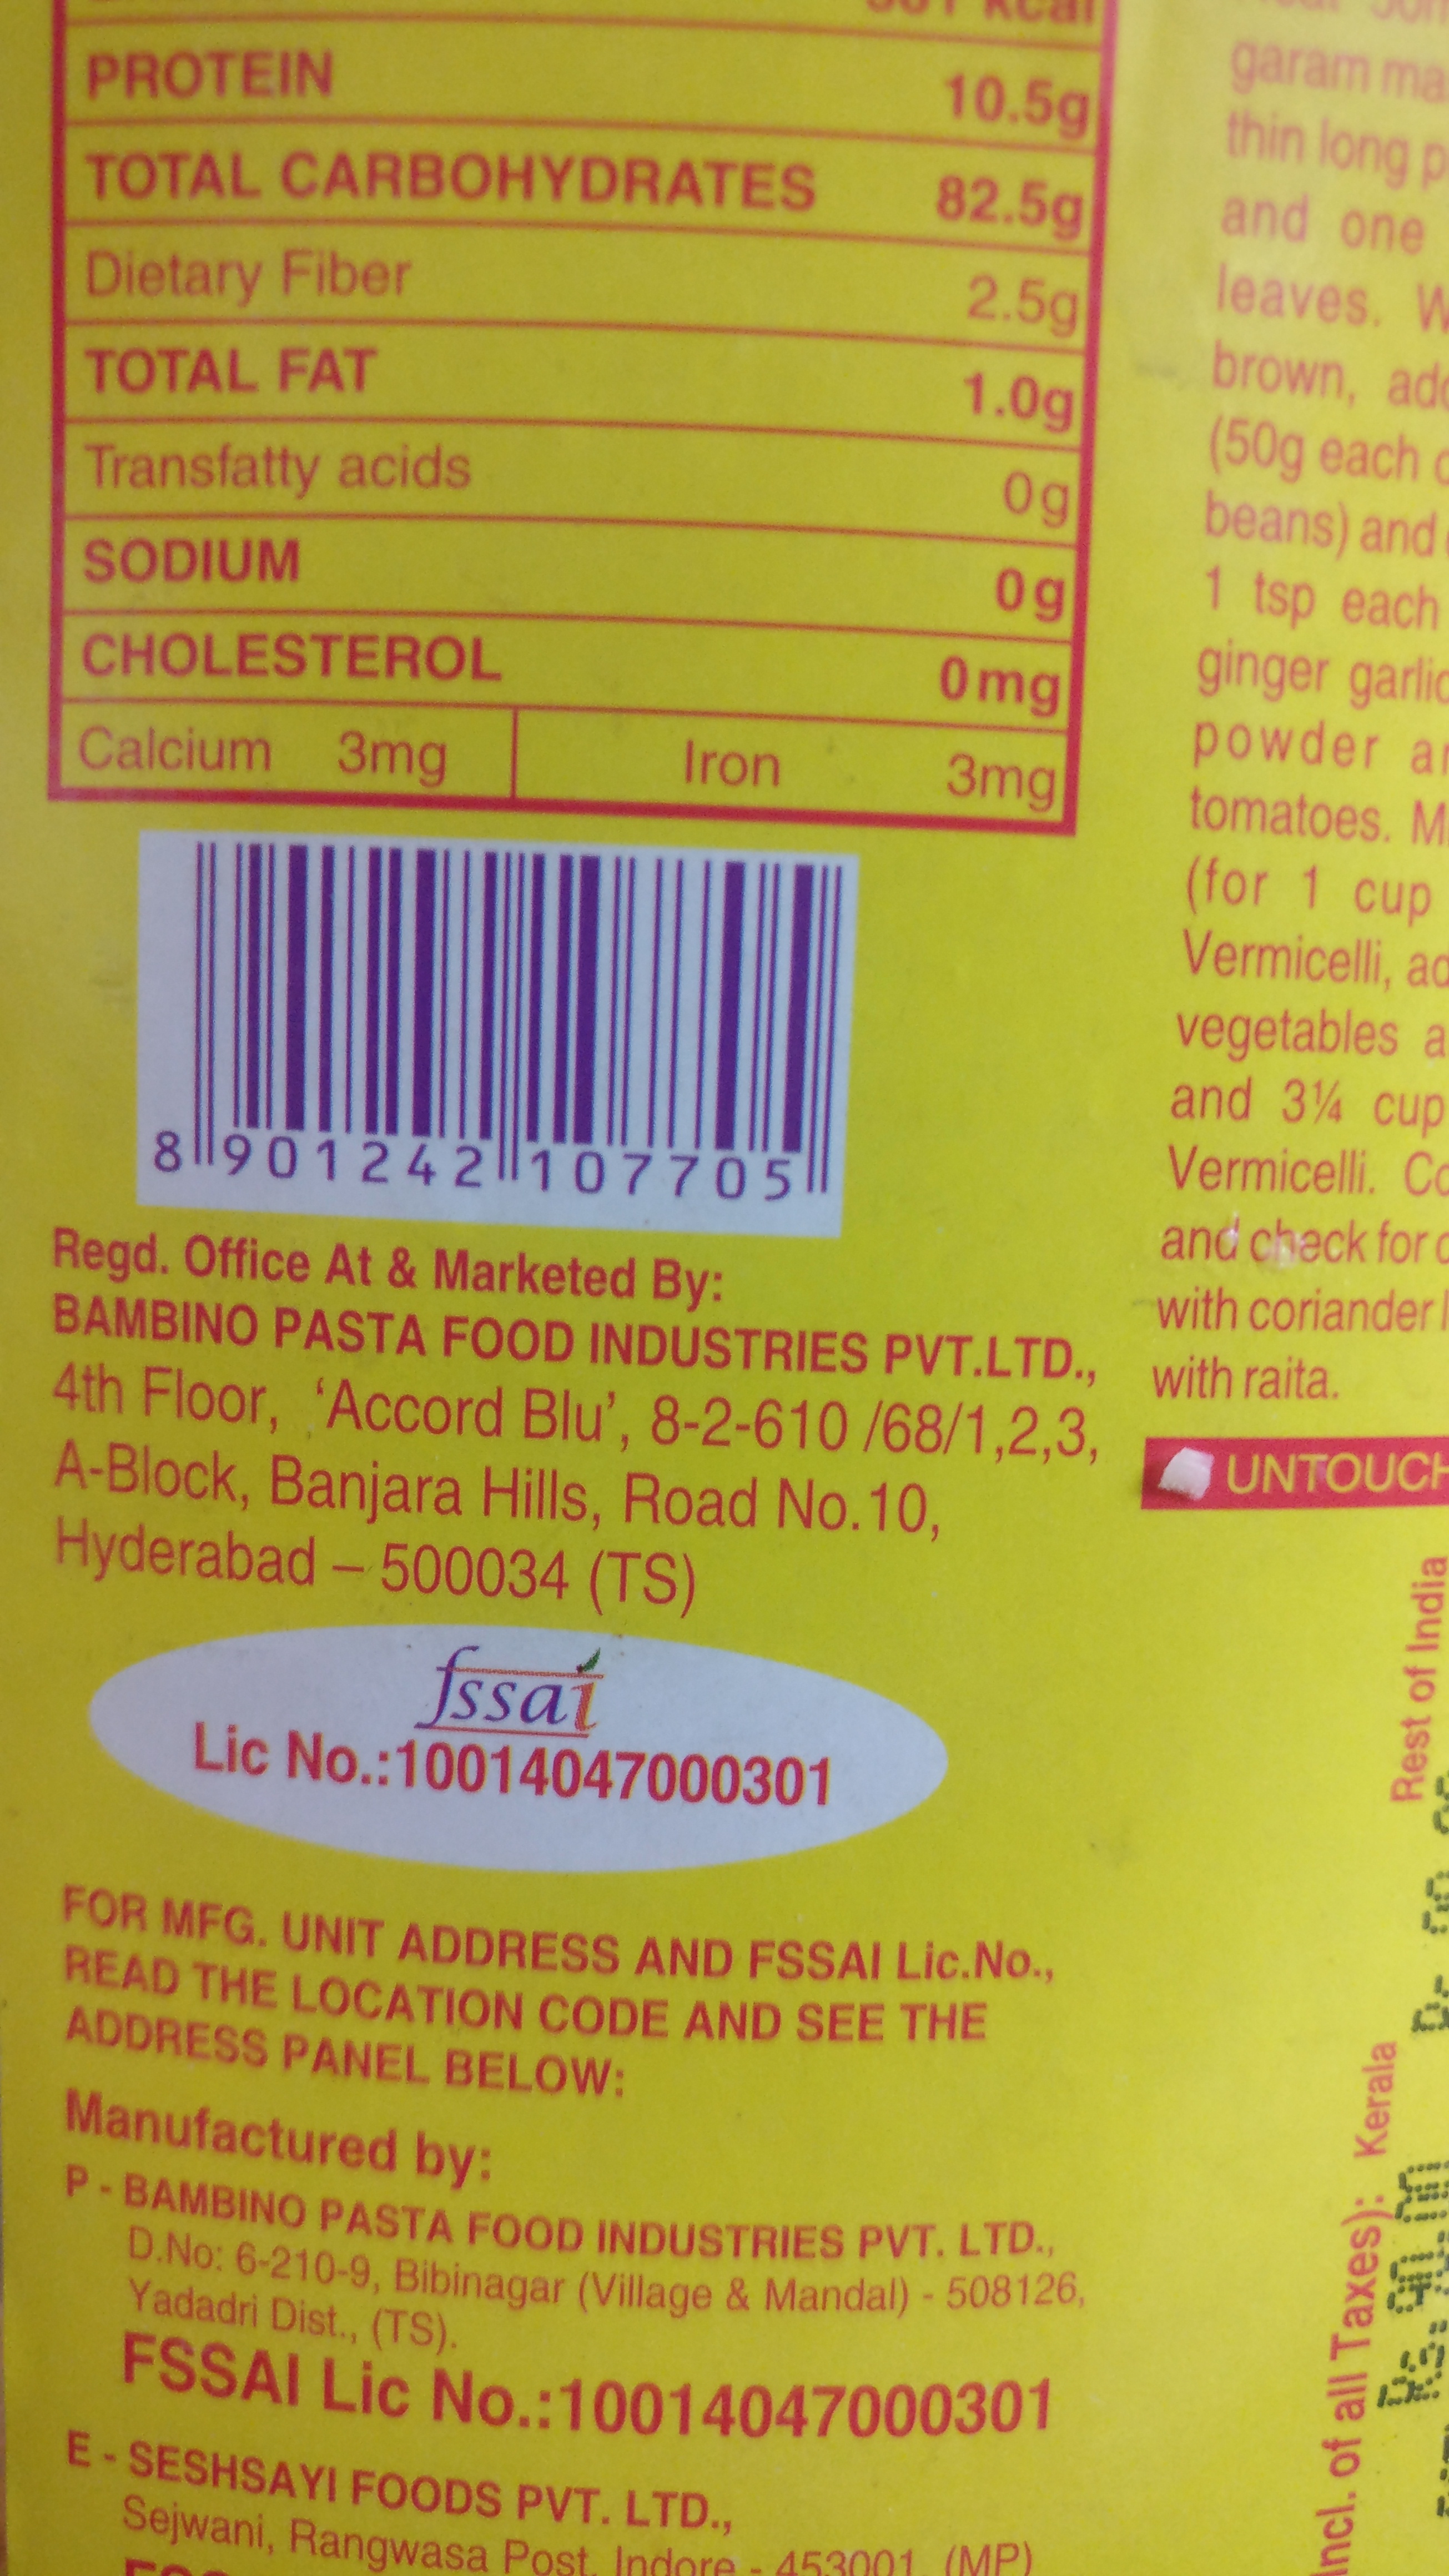 PROTEIN 10.5g
TOTAL CARBOHYDRATES 82.5g
Dietary Fiber 2.5g
TOTAL FAT 1.0g
Transfatty acids 0g
SODIUM 0g
CHOLESTEROL 0mg
Calcium 3mg Iron 3mg
8 901242 107705
Regd. Office At & Marketed By:
BAMBINO PASTA FOOD INDUSTRIES PVT.LTD.,
4th Floor, ‘Accord Blu’, 8-2-610 /68/1,2,3,
A-Block, Banjara Hills, Road No.10,
Hyderabad – 500034 (TS)
fssai
Lic No.:10014047000301
FOR MFG. UNIT ADDRESS AND FSSAI Lic.No.,
READ THE LOCATION CODE AND SEE THE
ADDRESS PANEL BELOW:
Manufactured by:
P - BAMBINO PASTA FOOD INDUSTRIES PVT. LTD.,
D.No: 6-210-9, Bibinagar (Village & Mandal) - 508126,
Yadadri Dist., (TS).
FSSAI Lic No.:10014047000301
E - SESHSAYI FOODS PVT. LTD.,
Sejwani, Rangwasa Post, Indore - 453001, (MP)
garam
thin long
and one
leaves.
brown,
(50g each
beans) and
1 tsp each
ginger
powder
tomatoes.
(for 1 cup
Vermicelli,
vegetables
and 3¼ cup
Vermicelli.
and check for
with coriander
with raita.
Rest of India
Incl. of all Taxes): Kerala